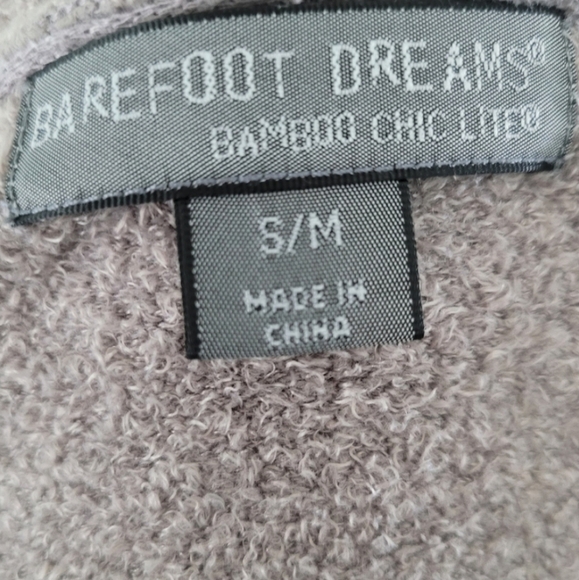 BAREFOOT DREAMS®
BAMBOO CHIC LITE®
S/M
MADE IN
CHINA